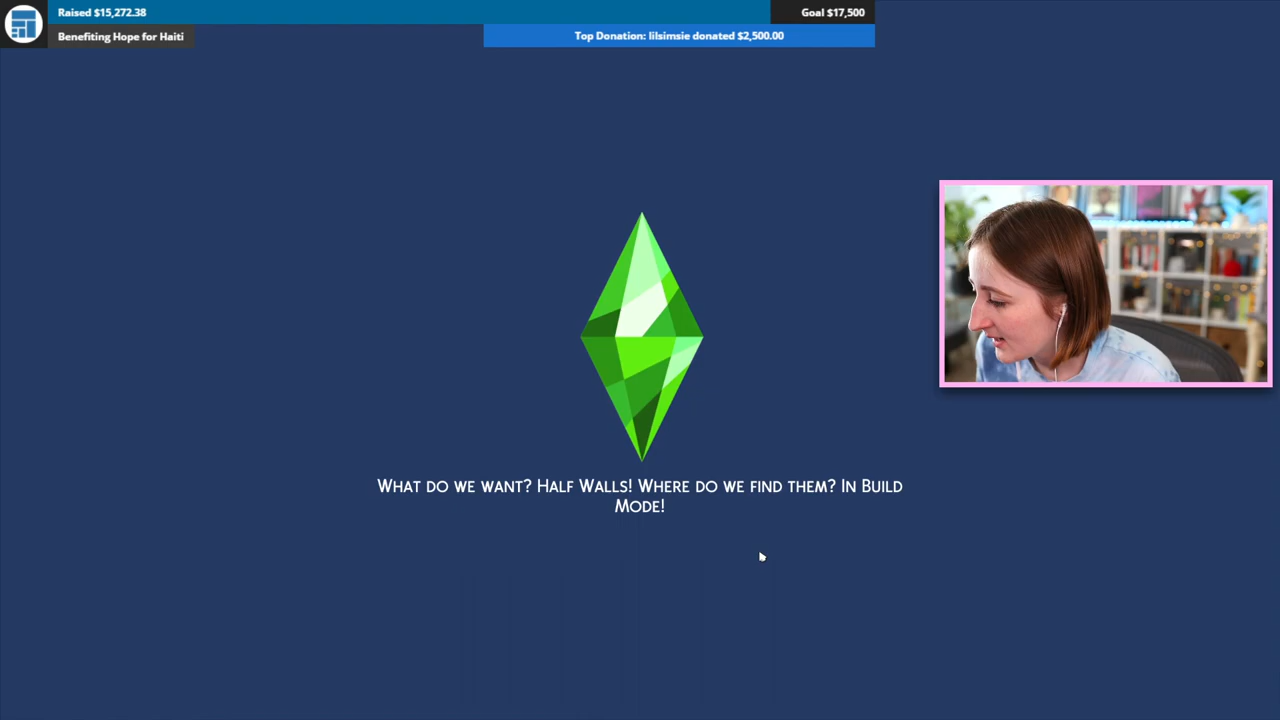 Raised $15,272.38
Goal $17,500
Benefiting Hope for Haiti
Top Donation: lilsimsie donated $2,500.00
What do we want? Half Walls! Where do we find them? In Build
Mode!